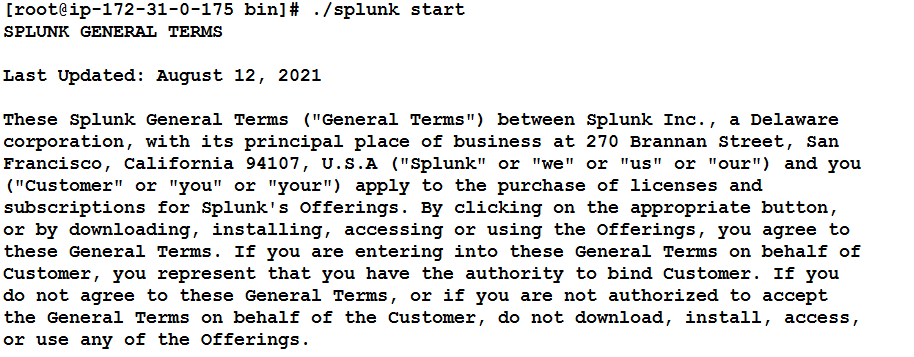 [root@ip-172-31-0-175 bin]# ./splunk start
SPLUNK GENERAL TERMS
Last Updated: August 12, 2021
These Splunk General Terms ("General Terms") between Splunk Inc., a Delaware
corporation, with its principal place of business at 270 Brannan Street, San
Francisco, California 94107, U.S.A ("Splunk" or "we" or "us" or "our") and you
("Customer" or "you" or "your") apply to the purchase of licenses and
subscriptions for Splunk's Offerings. By clicking on the appropriate button,
or by downloading, installing, accessing or using the Offerings, you agree to
these General Terms. If you are entering into these General Terms on behalf of
Customer, you represent that you have the authority to bind Customer. If you
do not agree to these General Terms, or if you are not authorized to accept
the General Terms on behalf of the Customer, do not download, install, access,
or use any of the Offerings.